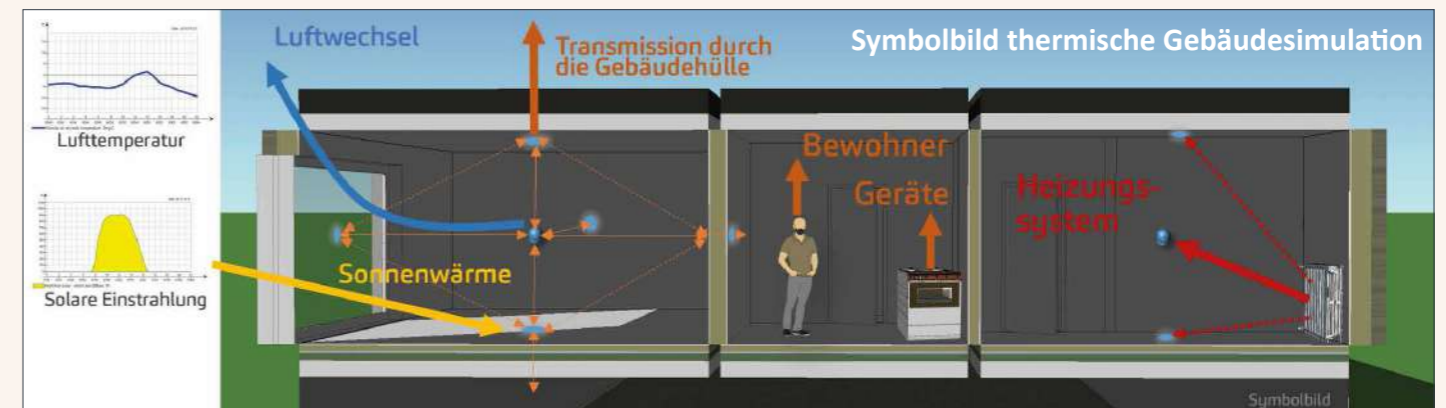 Symbolbild thermische Gebäudesimulation
Luftwechsel
Transmission durch
die Gebäudehülle
Lufttemperatur
Bewohner
Geräte
Heizungs-
system
Sonnenwärme
Solare Einstrahlung
Symbolbild